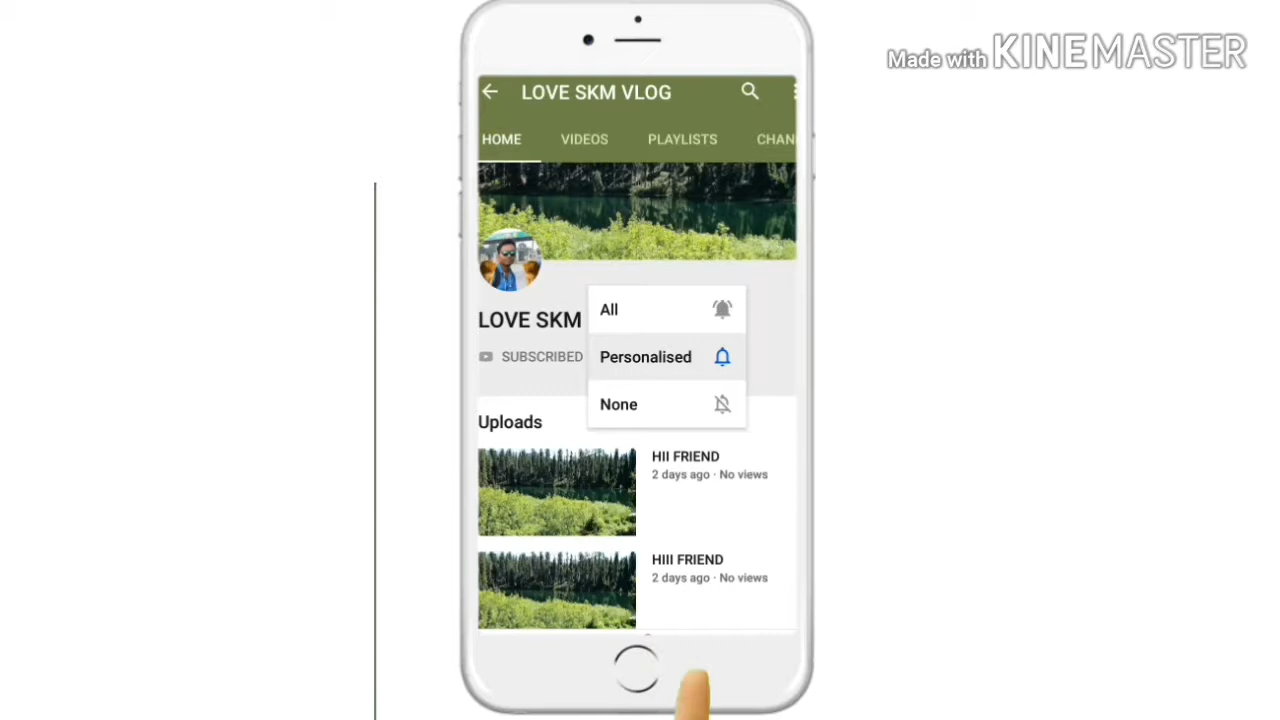 Made with KINEMASTER
LOVE SKM VLOG
HOME VIDEOS PLAYLISTS CHAN
LOVE SKM
SUBSCRIBED
All
Personalised
None
Uploads
HII FRIEND
2 days ago · No views
HIII FRIEND
2 days ago · No views